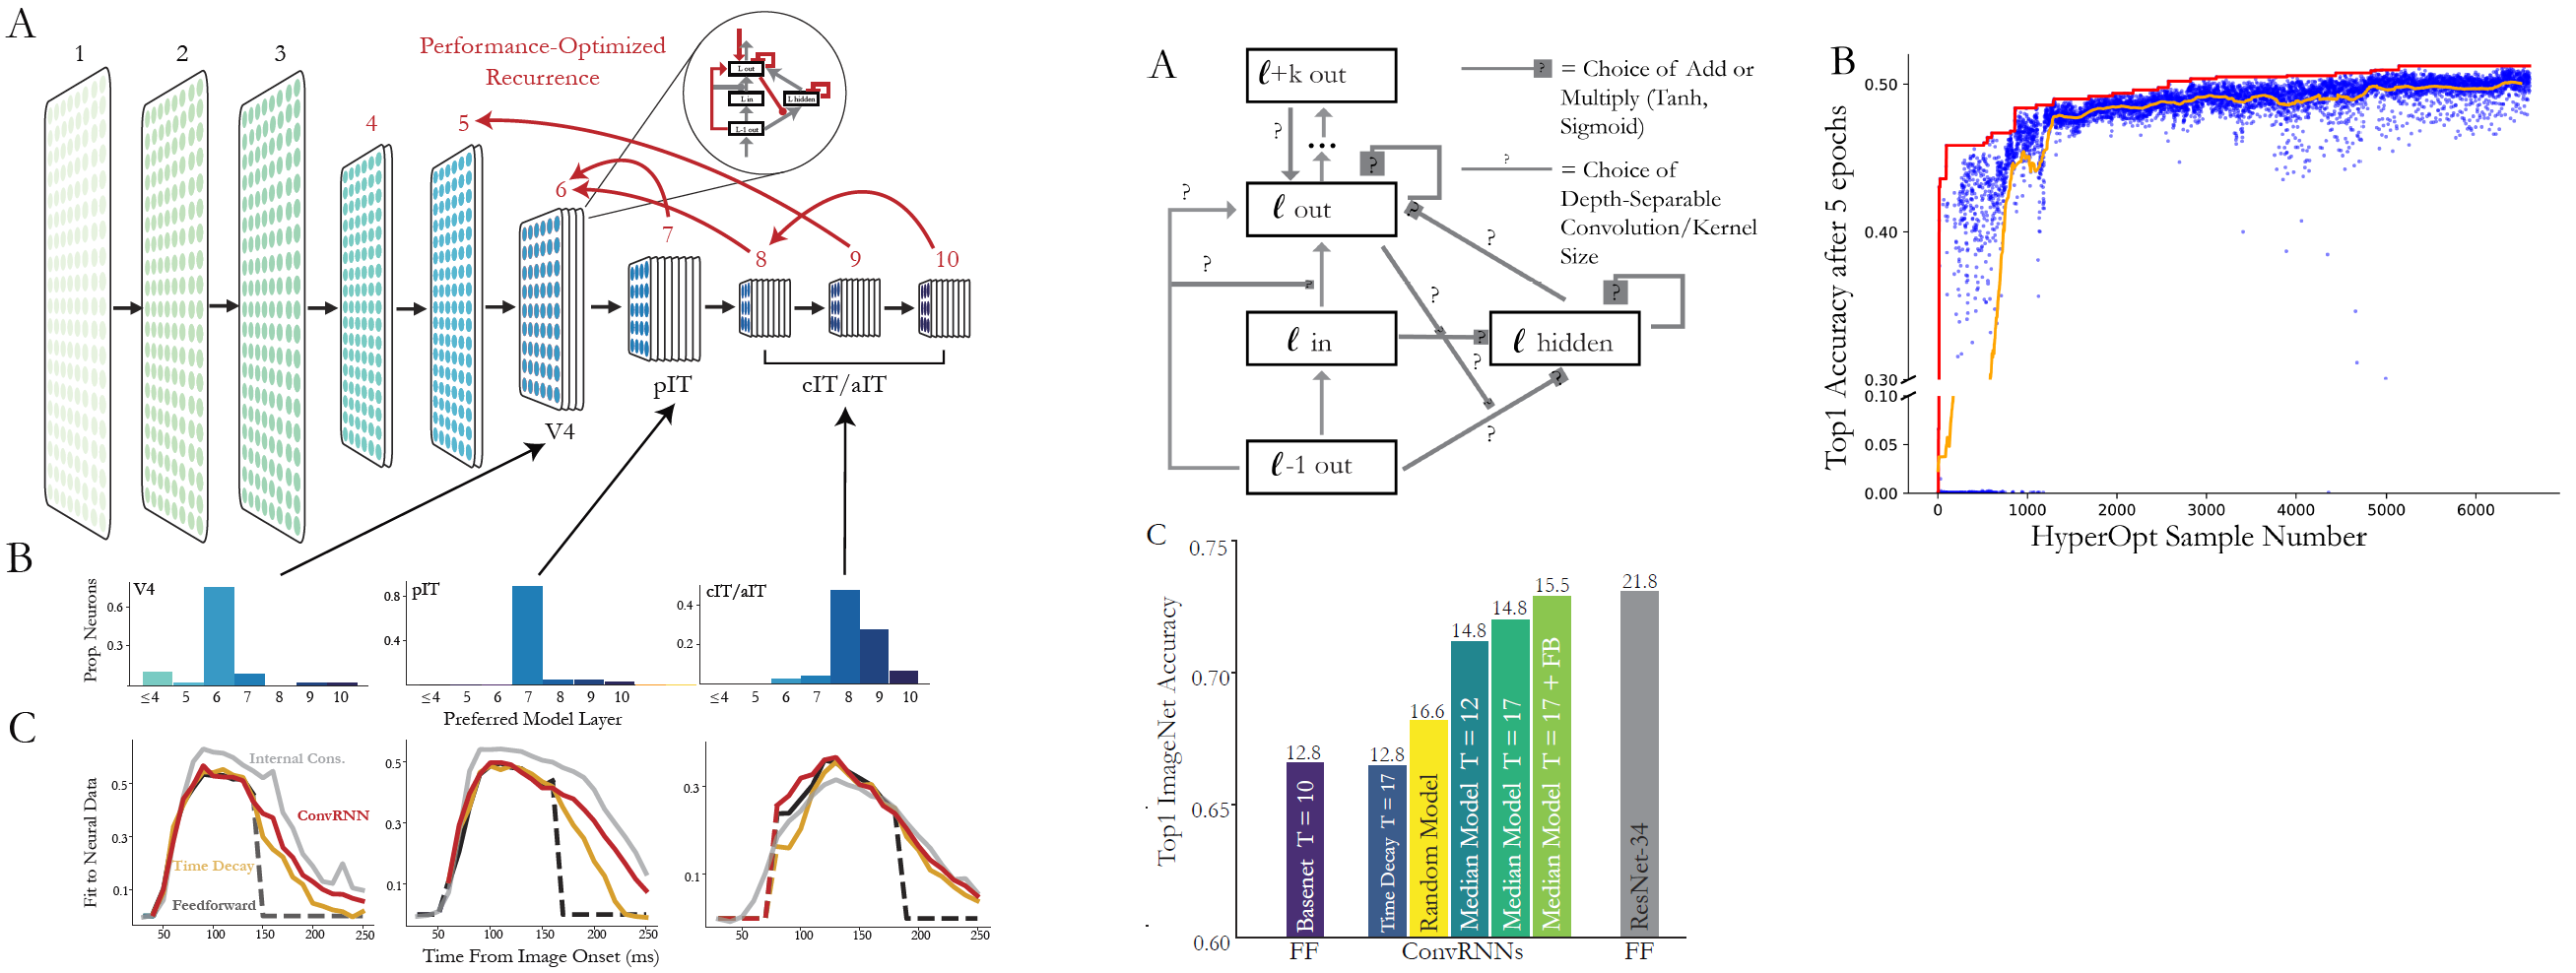 A
1
2
3
4
5
6
7
8
9
10
Performance-Optimized
Recurrence
L out
L in
L hidden
L-1 out
V4
pIT
cIT/aIT
B
Prop. Neurons
V4
0.6
0.3
≤4 5 6 7 8 9 10
pIT
0.8
0.4
≤4 5 6 7 8 9 10
cIT/aIT
0.4
0.2
≤4 5 6 7 8 9 10
Preferred Model Layer
C
Fit to Neural Data
0.5
0.3
0.1
Internal Cons.
ConvRNN
Time Decay
Feedforward
50 100 150 200 250
0.5
0.3
0.1
50 100 150 200 250
0.3
0.1
50 100 150 200 250
Time From Image Onset (ms)
A
ℓ+k out
?
...
?
?
ℓ out
?
?
?
?
?
ℓ in
?
?
ℓ hidden
?
?
ℓ-1 out
?
? = Choice of Add or
Multiply (Tanh,
Sigmoid)
? = Choice of
Depth-Separable
Convolution/Kernel
Size
B
Top1 Accuracy after 5 epochs
0.50
0.40
0.30
0.10
0.05
0.00
0 1000 2000 3000 4000 5000 6000
HyperOpt Sample Number
C
Top1 ImageNet Accuracy
0.75
0.70
0.65
0.60
12.8
12.8
16.6
14.8
14.8
15.5
21.8
Basenet T = 10
Time Decay T = 17
Random Model
Median Model T = 12
Median Model T = 17
Median Model T = 17 + FB
ResNet-34
FF
ConvRNNs
FF